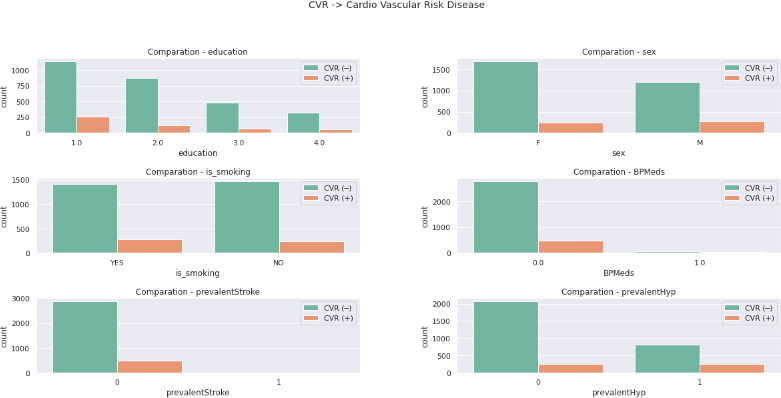 CVR -> Cardio Vascular Risk Disease
Comparation - education
CVR (−)
CVR (+)
count
1000
750
500
250
0
1.0
2.0
3.0
4.0
education
Comparation - sex
CVR (−)
CVR (+)
count
1500
1000
500
0
F
M
sex
Comparation - is_smoking
CVR (−)
CVR (+)
count
1500
1000
500
0
YES
NO
is_smoking
Comparation - BPMeds
CVR (−)
CVR (+)
count
2000
1000
0
0.0
1.0
BPMeds
Comparation - prevalentStroke
CVR (−)
CVR (+)
count
3000
2000
1000
0
0
1
prevalentStroke
Comparation - prevalentHyp
CVR (−)
CVR (+)
count
2000
1500
1000
500
0
0
1
prevalentHyp